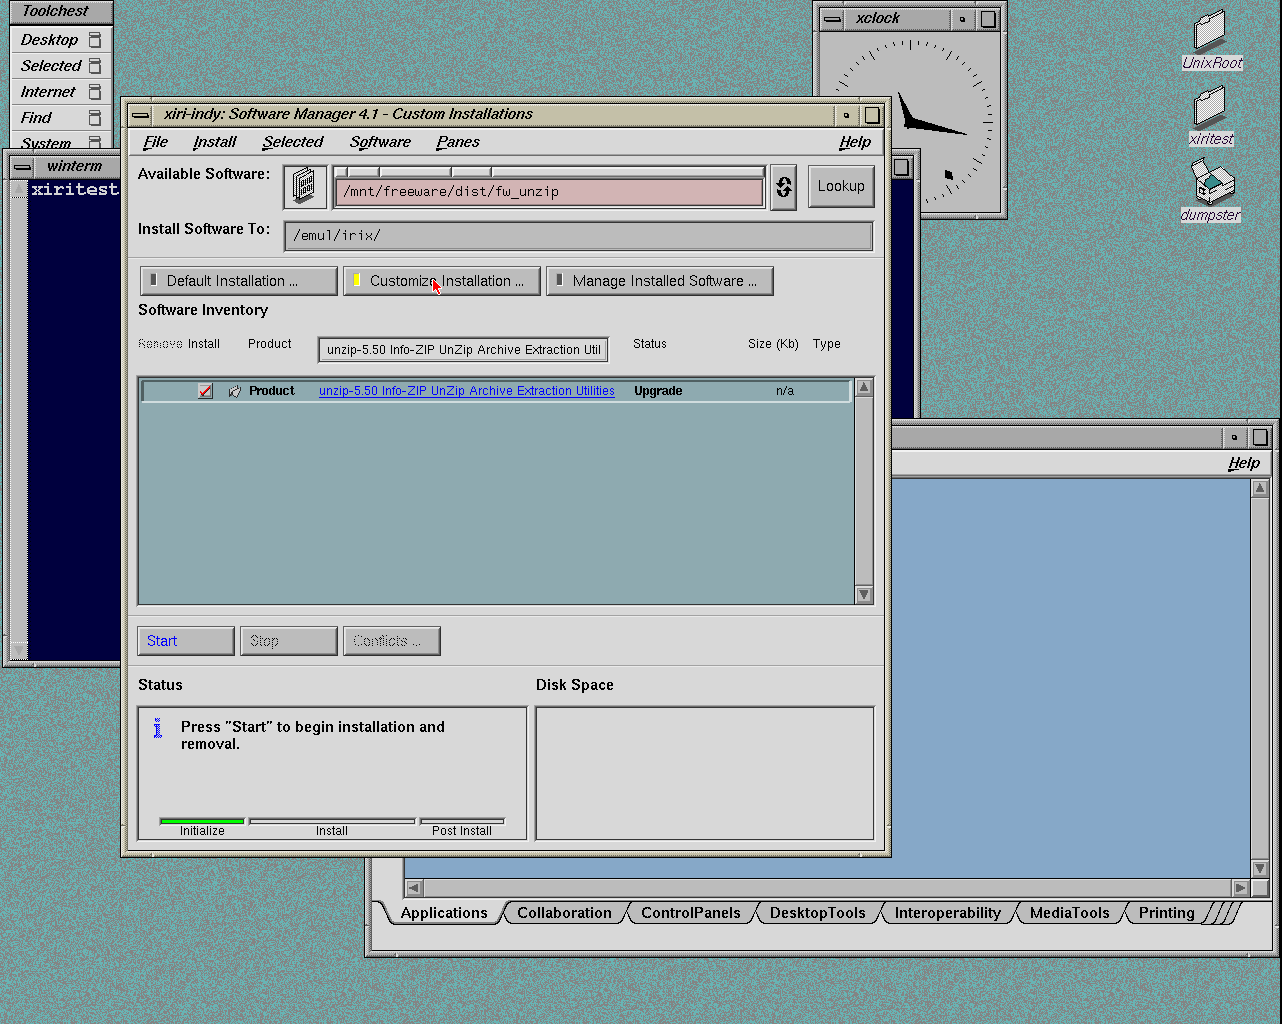 Toolchest
Desktop
Selected
Internet
Find
System
winterm
xiritest
xclock
UnixRoot
xiritest
dumpster
xiri-indy: Software Manager 4.1 - Custom Installations
File Install Selected Software Panes Help
Available Software: /mnt/freeware/dist/fw_unzip Lookup
Install Software To: /emul/irix/
Default Installation ... Customize Installation ... Manage Installed Software ...
Software Inventory
Remove Install Product unzip-5.50 Info-ZIP UnZip Archive Extraction Util Status Size (Kb) Type
Product unzip-5.50 Info-ZIP UnZip Archive Extraction Utilities Upgrade n/a
Start Stop Conflicts ...
Status Disk Space
Press "Start" to begin installation and
removal.
Initialize Install Post Install
Help
Applications Collaboration ControlPanels DesktopTools Interoperability MediaTools Printing